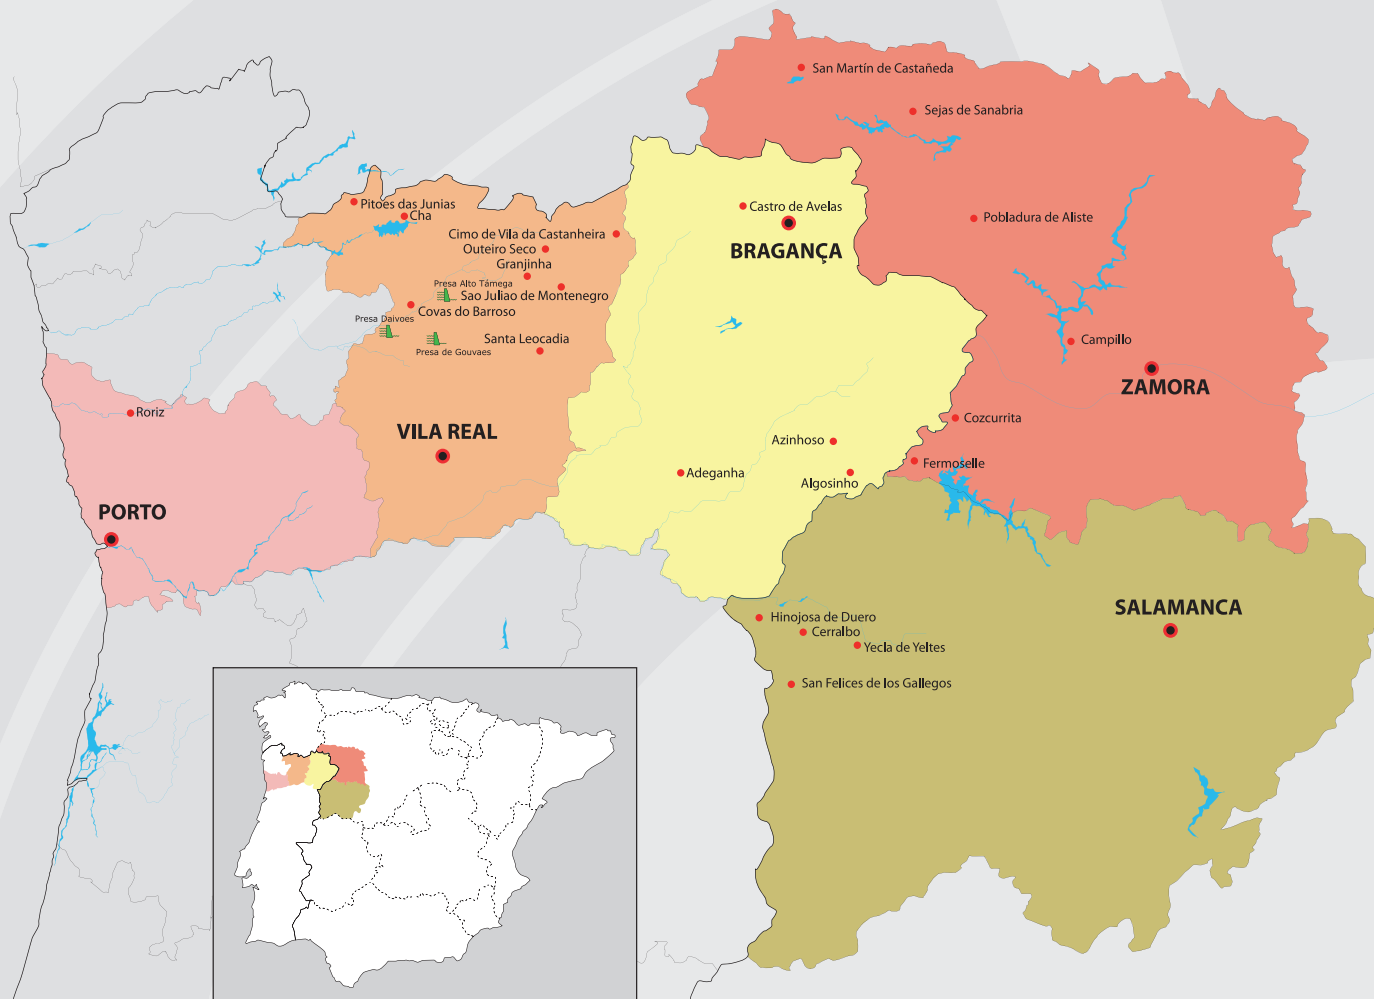 San Martín de Castañeda
Sejas de Sanabria
Pitoes das Junias
Cha
Castro de Avelas
BRAGANÇA
Pobladura de Aliste
Cimo de Vila da Castanheira
Outeiro Seco
Granjinha
Presa Alto Támega
Sao Juliao de Montenegro
Covas do Barroso
Presa Daivoes
Presa de Gouvaes
Santa Leocadia
Campillo
ZAMORA
Roriz
VILA REAL
Cozcurrita
Azinhoso
Fermoselle
Adeganha
Algosinho
PORTO
SALAMANCA
Hinojosa de Duero
Cerralbo
Yecla de Yeltes
San Felices de los Gallegos